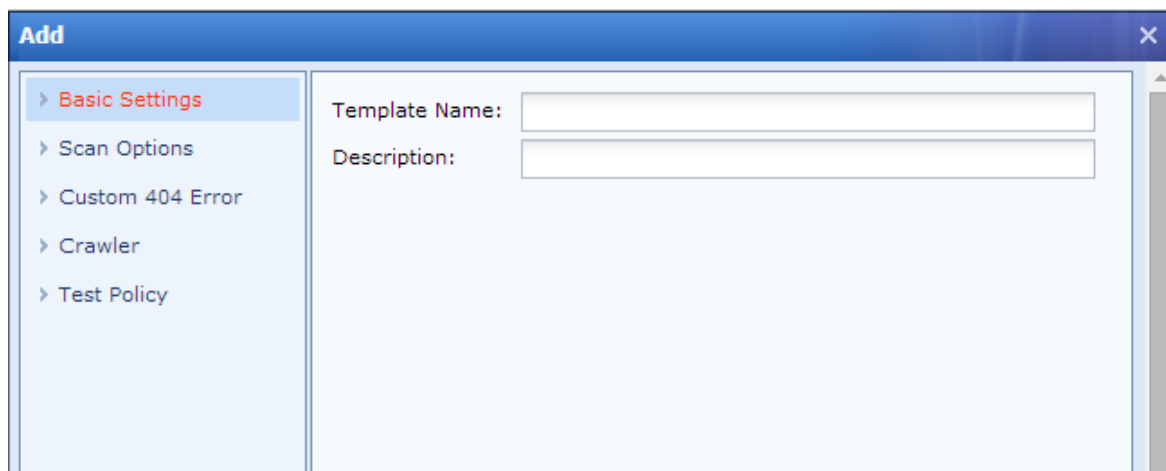 Add
Basic Settings
Scan Options
Custom 404 Error
Crawler
Test Policy
Template Name:
Description: